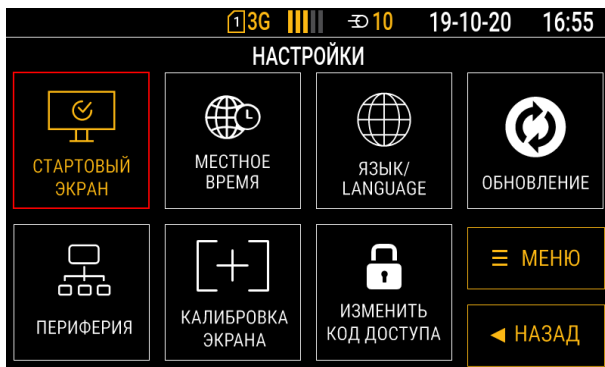 1 3G 10 19-10-20 16:55
НАСТРОЙКИ
СТАРТОВЫЙ
ЭКРАН
МЕСТНОЕ
ВРЕМЯ
ЯЗЫК/
LANGUAGE
ОБНОВЛЕНИЕ
ПЕРИФЕРИЯ
КАЛИБРОВКА
ЭКРАНА
ИЗМЕНИТЬ
КОД ДОСТУПА
МЕНЮ
НАЗАД